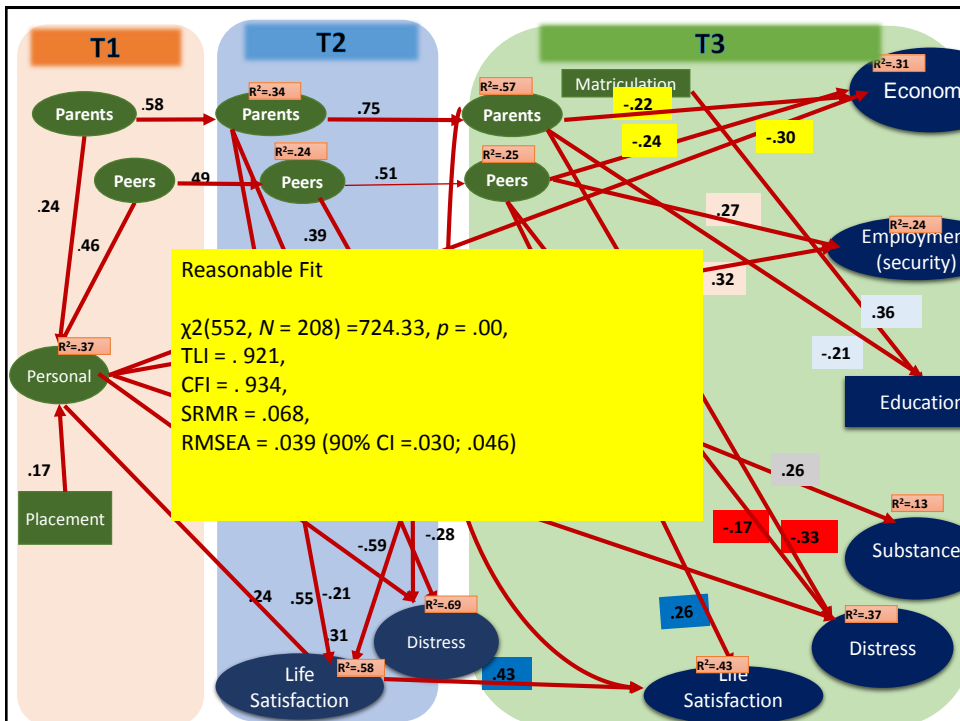 T1
T2
T3
R²=.31
Econom
R²=.34
R²=.57
Matriculation
Parents
.58
Parents
.75
Parents
-.22
-.24
-.30
R²=.24
R²=.25
Peers
.49
Peers
.51
Peers
.24
.46
.39
.27
R²=.24
Employmen
(security)
.32
Reasonable Fit
χ2(552, N = 208) =724.33, p = .00,
TLI = . 921,
CFI = . 934,
SRMR = .068,
RMSEA = .039 (90% CI =.030; .046)
R²=.37
Personal
.36
-.21
Education
.17
Placement
.26
R²=.13
Substance
-.17
-.33
-.59
-.28
.24
.55
-.21
.31
R²=.69
Distress
.26
R²=.37
Distress
R²=.58
Life
Satisfaction
.43
R²=.43
Life
Satisfaction